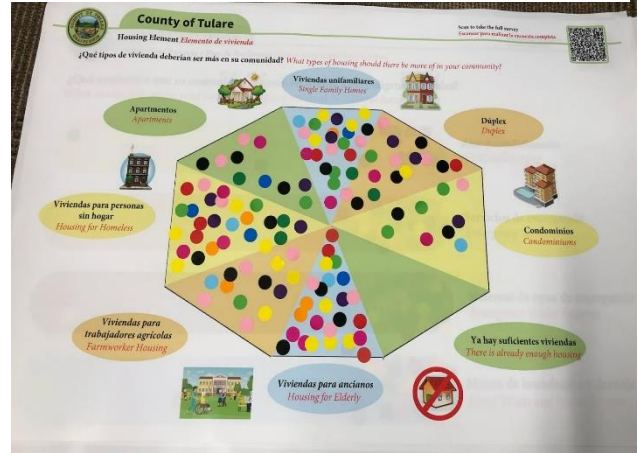 County of Tulare
Housing Element Elemento de vivienda
Scan to take the full survey
Escanear para realizar la encuesta completa
¿Qué tipos de vivienda deberían ser más en su comunidad? What types of housing should there be more of in your community?
Viviendas unifamiliares
Single Family Homes
Apartmentos
Apartments
Dúplex
Duplex
Viviendas para personas
sin hogar
Housing for Homeless
Condominios
Condominiums
Viviendas para
trabajadores agrícolas
Farmworker Housing
Ya hay suficientes viviendas
There is already enough housing
Viviendas para ancianos
Housing for Elderly